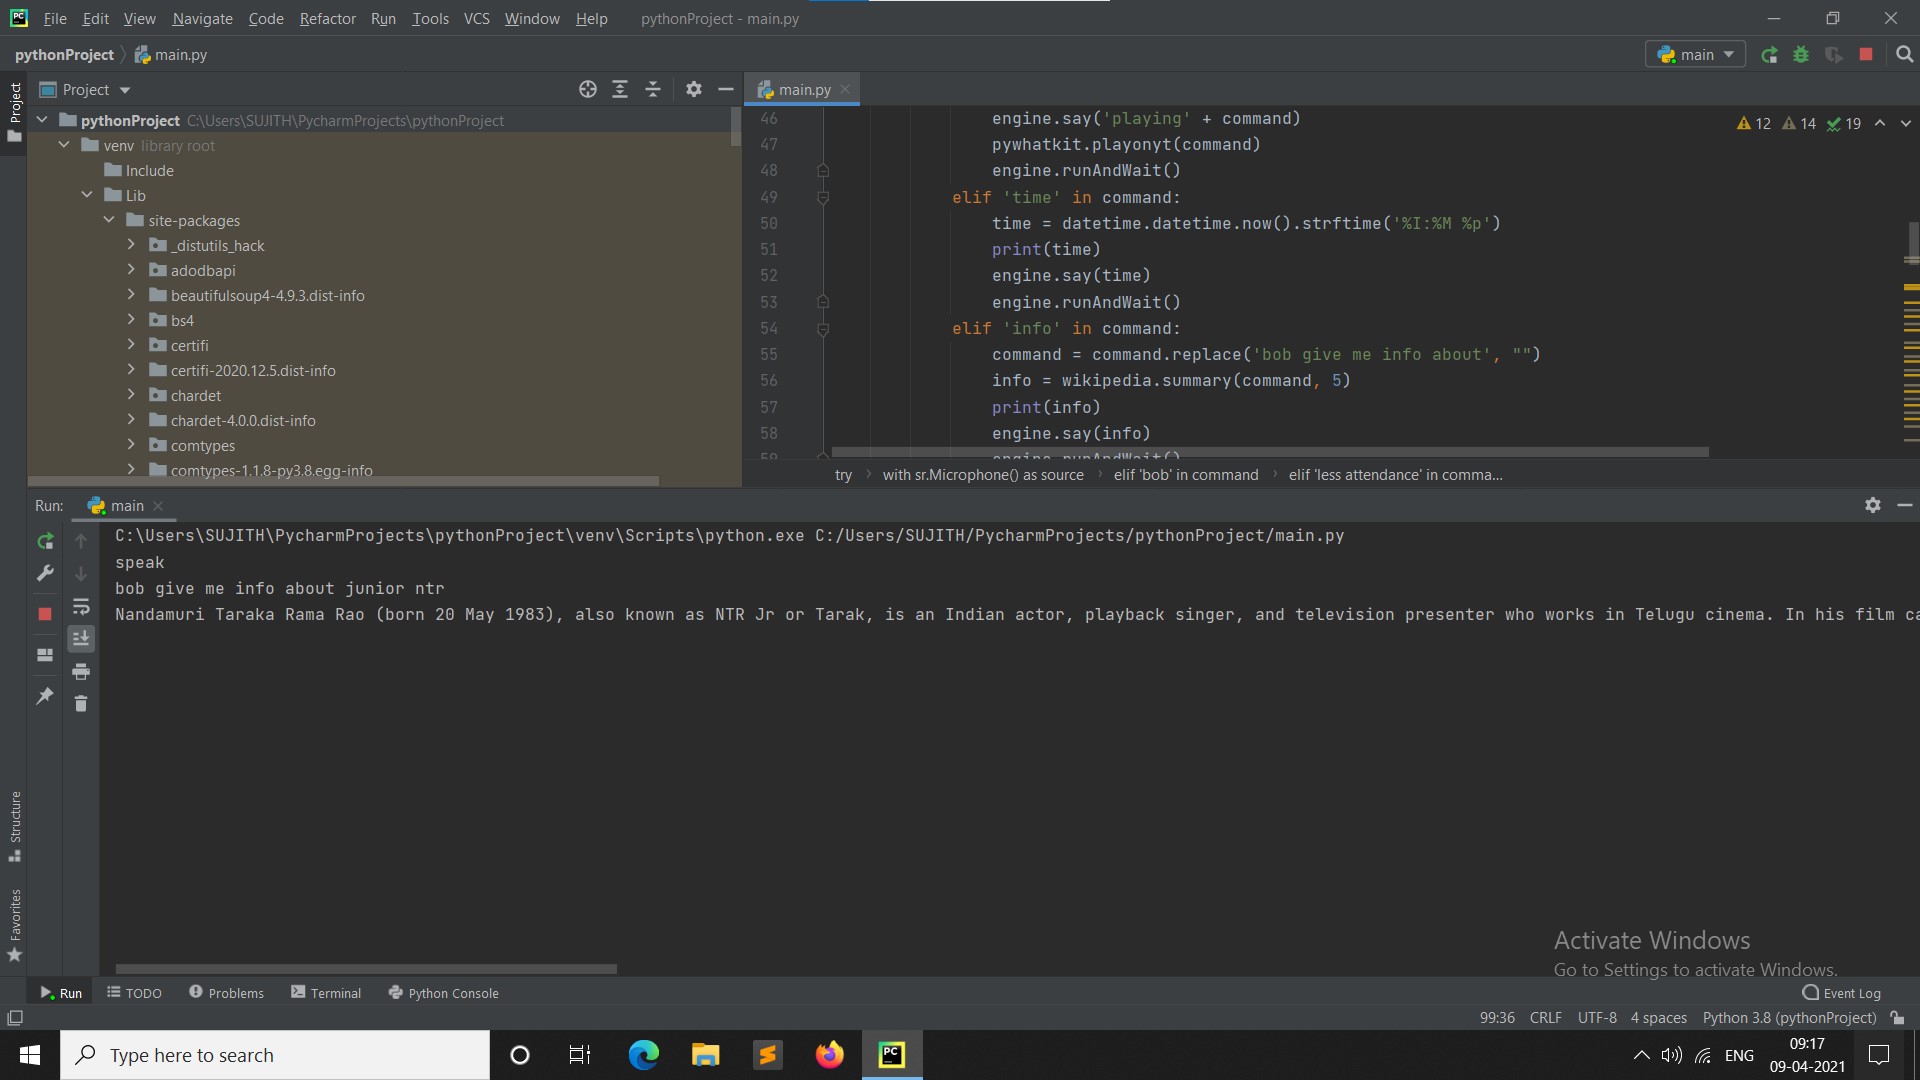 PC File Edit View Navigate Code Refactor Run Tools VCS Window Help pythonProject - main.py
pythonProject main.py main
Project
Project
pythonProject C:\Users\SUJITH\PycharmProjects\pythonProject
venv library root
Include
Lib
site-packages
_distutils_hack
adodbapi
beautifulsoup4-4.9.3.dist-info
bs4
certifi
certifi-2020.12.5.dist-info
chardet
chardet-4.0.0.dist-info
comtypes
comtypes-1.1.8-py3.8.egg-info
main.py
12 14 19
46 engine.say('playing' + command)
47 pywhatkit.playonyt(command)
48 engine.runAndWait()
49 elif 'time' in command:
50 time = datetime.datetime.now().strftime('%I:%M %p')
51 print(time)
52 engine.say(time)
53 engine.runAndWait()
54 elif 'info' in command:
55 command = command.replace('bob give me info about', "")
56 info = wikipedia.summary(command, 5)
57 print(info)
58 engine.say(info)
59 engine.runAndWait()
try with sr.Microphone() as source elif 'bob' in command elif 'less attendance' in comma...
Run: main
C:\Users\SUJITH\PycharmProjects\pythonProject\venv\Scripts\python.exe C:/Users/SUJITH/PycharmProjects/pythonProject/main.py
speak
bob give me info about junior ntr
Nandamuri Taraka Rama Rao (born 20 May 1983), also known as NTR Jr or Tarak, is an Indian actor, playback singer, and television presenter who works in Telugu cinema. In his film ca
Structure
Favorites
Activate Windows
Go to Settings to activate Windows.
Run TODO Problems Terminal Python Console Event Log
99:36 CRLF UTF-8 4 spaces Python 3.8 (pythonProject)
Type here to search
PC
ENG
09:17
09-04-2021